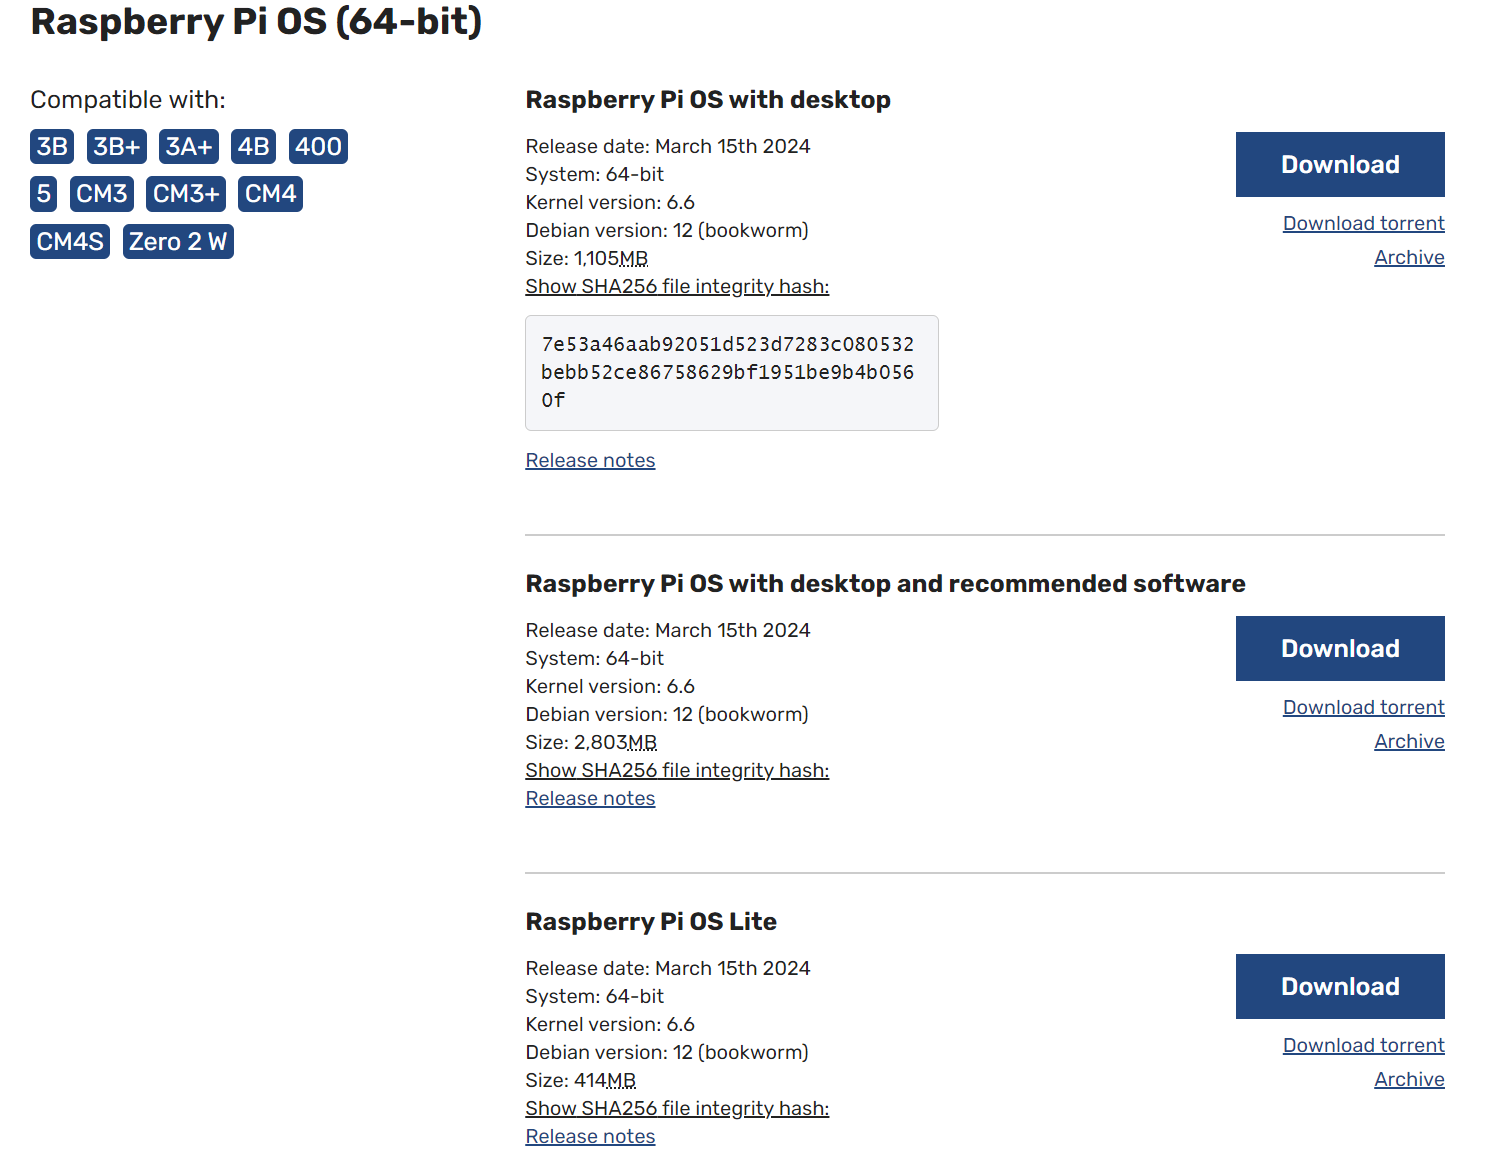 Raspberry Pi OS (64-bit)
Compatible with:
3B 3B+ 3A+ 4B 400
5 CM3 CM3+ CM4
CM4S Zero 2 W
Raspberry Pi OS with desktop
Release date: March 15th 2024
System: 64-bit
Kernel version: 6.6
Debian version: 12 (bookworm)
Size: 1,105MB
Show SHA256 file integrity hash:
7e53a46aab92051d523d7283c080532
bebb52ce86758629bf1951be9b4b056
0f
Release notes
Download
Download torrent
Archive
Raspberry Pi OS with desktop and recommended software
Release date: March 15th 2024
System: 64-bit
Kernel version: 6.6
Debian version: 12 (bookworm)
Size: 2,803MB
Show SHA256 file integrity hash:
Release notes
Download
Download torrent
Archive
Raspberry Pi OS Lite
Release date: March 15th 2024
System: 64-bit
Kernel version: 6.6
Debian version: 12 (bookworm)
Size: 414MB
Show SHA256 file integrity hash:
Release notes
Download
Download torrent
Archive